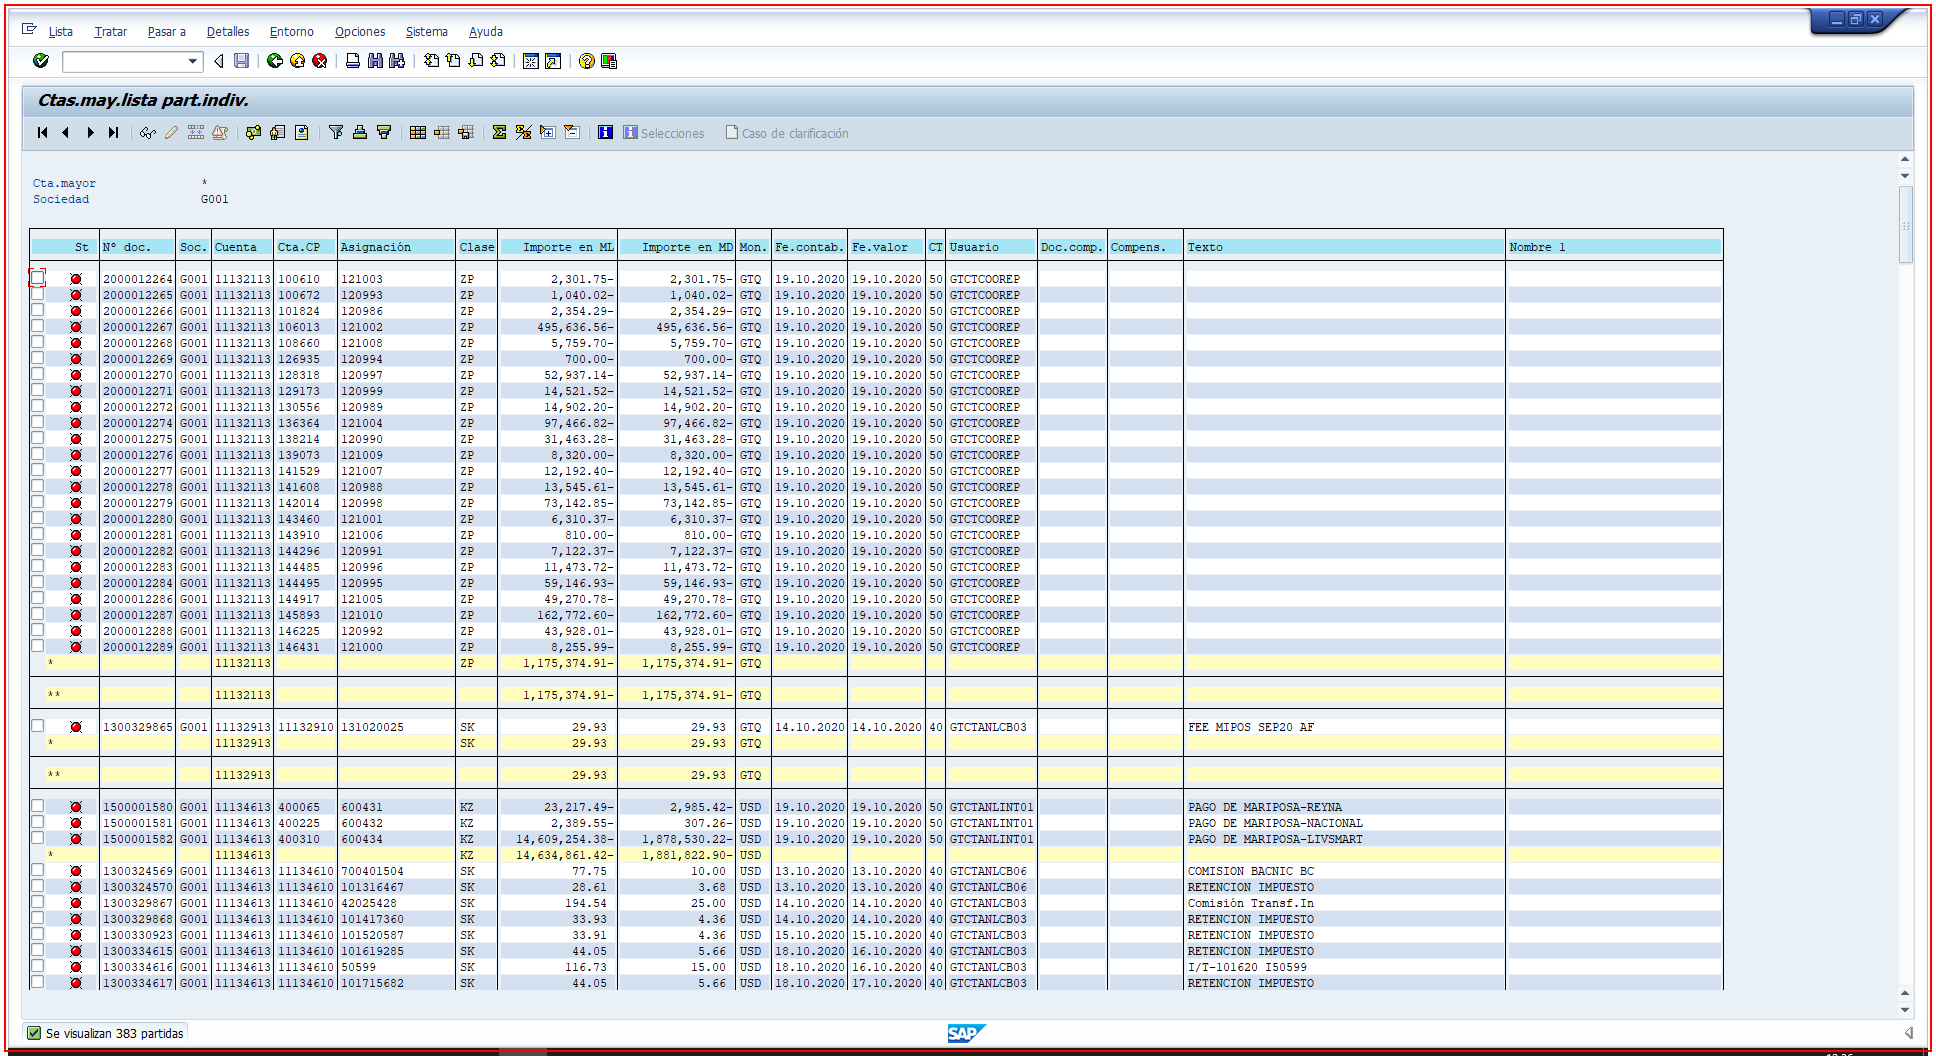 Lista Tratar Pasar a Detalles Entorno Opciones Sistema Ayuda
Ctas.may.lista part.indiv.
Selecciones Caso de clarificación
Cta.mayor *
Sociedad G001
St Nº doc. Soc. Cuenta Cta.CP Asignación Clase Importe en ML Importe en MD Mon. Fe.contab. Fe.valor CT Usuario Doc.comp. Compens. Texto Nombre 1
2000012264 G001 11132113 100610 121003 ZP 2,301.75- 2,301.75- GTQ 19.10.2020 19.10.2020 50 GTCTCOOREP
2000012265 G001 11132113 100672 120993 ZP 1,040.02- 1,040.02- GTQ 19.10.2020 19.10.2020 50 GTCTCOOREP
2000012266 G001 11132113 101824 120986 ZP 2,354.29- 2,354.29- GTQ 19.10.2020 19.10.2020 50 GTCTCOOREP
2000012267 G001 11132113 106013 121002 ZP 495,636.56- 495,636.56- GTQ 19.10.2020 19.10.2020 50 GTCTCOOREP
2000012268 G001 11132113 108660 121008 ZP 5,759.70- 5,759.70- GTQ 19.10.2020 19.10.2020 50 GTCTCOOREP
2000012269 G001 11132113 126935 120994 ZP 700.00- 700.00- GTQ 19.10.2020 19.10.2020 50 GTCTCOOREP
2000012270 G001 11132113 128318 120997 ZP 52,937.14- 52,937.14- GTQ 19.10.2020 19.10.2020 50 GTCTCOOREP
2000012271 G001 11132113 129173 120999 ZP 14,521.52- 14,521.52- GTQ 19.10.2020 19.10.2020 50 GTCTCOOREP
2000012272 G001 11132113 130556 120989 ZP 14,902.20- 14,902.20- GTQ 19.10.2020 19.10.2020 50 GTCTCOOREP
2000012274 G001 11132113 136364 121004 ZP 97,466.82- 97,466.82- GTQ 19.10.2020 19.10.2020 50 GTCTCOOREP
2000012275 G001 11132113 138214 120990 ZP 31,463.28- 31,463.28- GTQ 19.10.2020 19.10.2020 50 GTCTCOOREP
2000012276 G001 11132113 139073 121009 ZP 8,320.00- 8,320.00- GTQ 19.10.2020 19.10.2020 50 GTCTCOOREP
2000012277 G001 11132113 141529 121007 ZP 12,192.40- 12,192.40- GTQ 19.10.2020 19.10.2020 50 GTCTCOOREP
2000012278 G001 11132113 141608 120988 ZP 13,545.61- 13,545.61- GTQ 19.10.2020 19.10.2020 50 GTCTCOOREP
2000012279 G001 11132113 142014 120998 ZP 73,142.85- 73,142.85- GTQ 19.10.2020 19.10.2020 50 GTCTCOOREP
2000012280 G001 11132113 143460 121001 ZP 6,310.37- 6,310.37- GTQ 19.10.2020 19.10.2020 50 GTCTCOOREP
2000012281 G001 11132113 143910 121006 ZP 810.00- 810.00- GTQ 19.10.2020 19.10.2020 50 GTCTCOOREP
2000012282 G001 11132113 144296 120991 ZP 7,122.37- 7,122.37- GTQ 19.10.2020 19.10.2020 50 GTCTCOOREP
2000012283 G001 11132113 144485 120996 ZP 11,473.72- 11,473.72- GTQ 19.10.2020 19.10.2020 50 GTCTCOOREP
2000012284 G001 11132113 144495 120995 ZP 59,146.93- 59,146.93- GTQ 19.10.2020 19.10.2020 50 GTCTCOOREP
2000012286 G001 11132113 144917 121005 ZP 49,270.78- 49,270.78- GTQ 19.10.2020 19.10.2020 50 GTCTCOOREP
2000012287 G001 11132113 145893 121010 ZP 162,772.60- 162,772.60- GTQ 19.10.2020 19.10.2020 50 GTCTCOOREP
2000012288 G001 11132113 146225 120992 ZP 43,928.01- 43,928.01- GTQ 19.10.2020 19.10.2020 50 GTCTCOOREP
2000012289 G001 11132113 146431 121000 ZP 8,255.99- 8,255.99- GTQ 19.10.2020 19.10.2020 50 GTCTCOOREP
* 11132113 ZP 1,175,374.91- 1,175,374.91- GTQ
** 11132113 1,175,374.91- 1,175,374.91- GTQ
1300329865 G001 11132913 11132910 131020025 SK 29.93 29.93 GTQ 14.10.2020 14.10.2020 40 GTCTANLCB03 FEE MIPOS SEP20 AF
* 11132913 SK 29.93 29.93 GTQ
** 11132913 29.93 29.93 GTQ
1500001580 G001 11134613 400065 600431 KZ 23,217.49- 2,985.42- USD 19.10.2020 19.10.2020 50 GTCTANLINT01 PAGO DE MARIPOSA-REYNA
1500001581 G001 11134613 400225 600432 KZ 2,389.55- 307.26- USD 19.10.2020 19.10.2020 50 GTCTANLINT01 PAGO DE MARIPOSA-NACIONAL
1500001582 G001 11134613 400310 600434 KZ 14,609,254.38- 1,878,530.22- USD 19.10.2020 19.10.2020 50 GTCTANLINT01 PAGO DE MARIPOSA-LIVSMART
* 11134613 KZ 14,634,861.42- 1,881,822.90- USD
1300324569 G001 11134613 11134610 700401504 SK 77.75 10.00 USD 13.10.2020 13.10.2020 40 GTCTANLCB06 COMISION BACNIC BC
1300324570 G001 11134613 11134610 101316467 SK 28.61 3.68 USD 13.10.2020 13.10.2020 40 GTCTANLCB06 RETENCION IMPUESTO
1300329867 G001 11134613 11134610 42025428 SK 194.54 25.00 USD 14.10.2020 14.10.2020 40 GTCTANLCB03 Comisión Transf.In
1300329868 G001 11134613 11134610 101417360 SK 33.93 4.36 USD 14.10.2020 14.10.2020 40 GTCTANLCB03 RETENCION IMPUESTO
1300330923 G001 11134613 11134610 101520587 SK 33.91 4.36 USD 15.10.2020 15.10.2020 40 GTCTANLCB03 RETENCION IMPUESTO
1300334615 G001 11134613 11134610 101619285 SK 44.05 5.66 USD 18.10.2020 16.10.2020 40 GTCTANLCB03 RETENCION IMPUESTO
1300334616 G001 11134613 11134610 50599 SK 116.73 15.00 USD 18.10.2020 16.10.2020 40 GTCTANLCB03 I/T-101620 I50599
1300334617 G001 11134613 11134610 101715682 SK 44.05 5.66 USD 18.10.2020 17.10.2020 40 GTCTANLCB03 RETENCION IMPUESTO
Se visualizan 383 partidas SAP